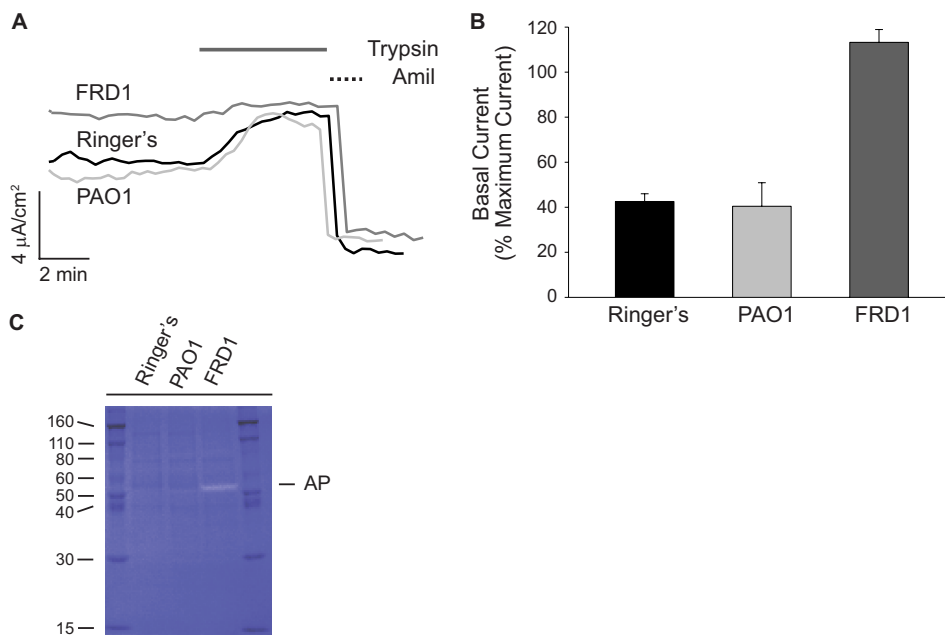 A
Trypsin
Amil
FRD1
Ringer's
PAO1
4 μA/cm²
2 min
B
Basal Current
(% Maximum Current)
120
100
80
60
40
20
0
Ringer's PAO1 FRD1
C
Ringer's PAO1 FRD1
160
110
80
60
50
40
30
15
AP